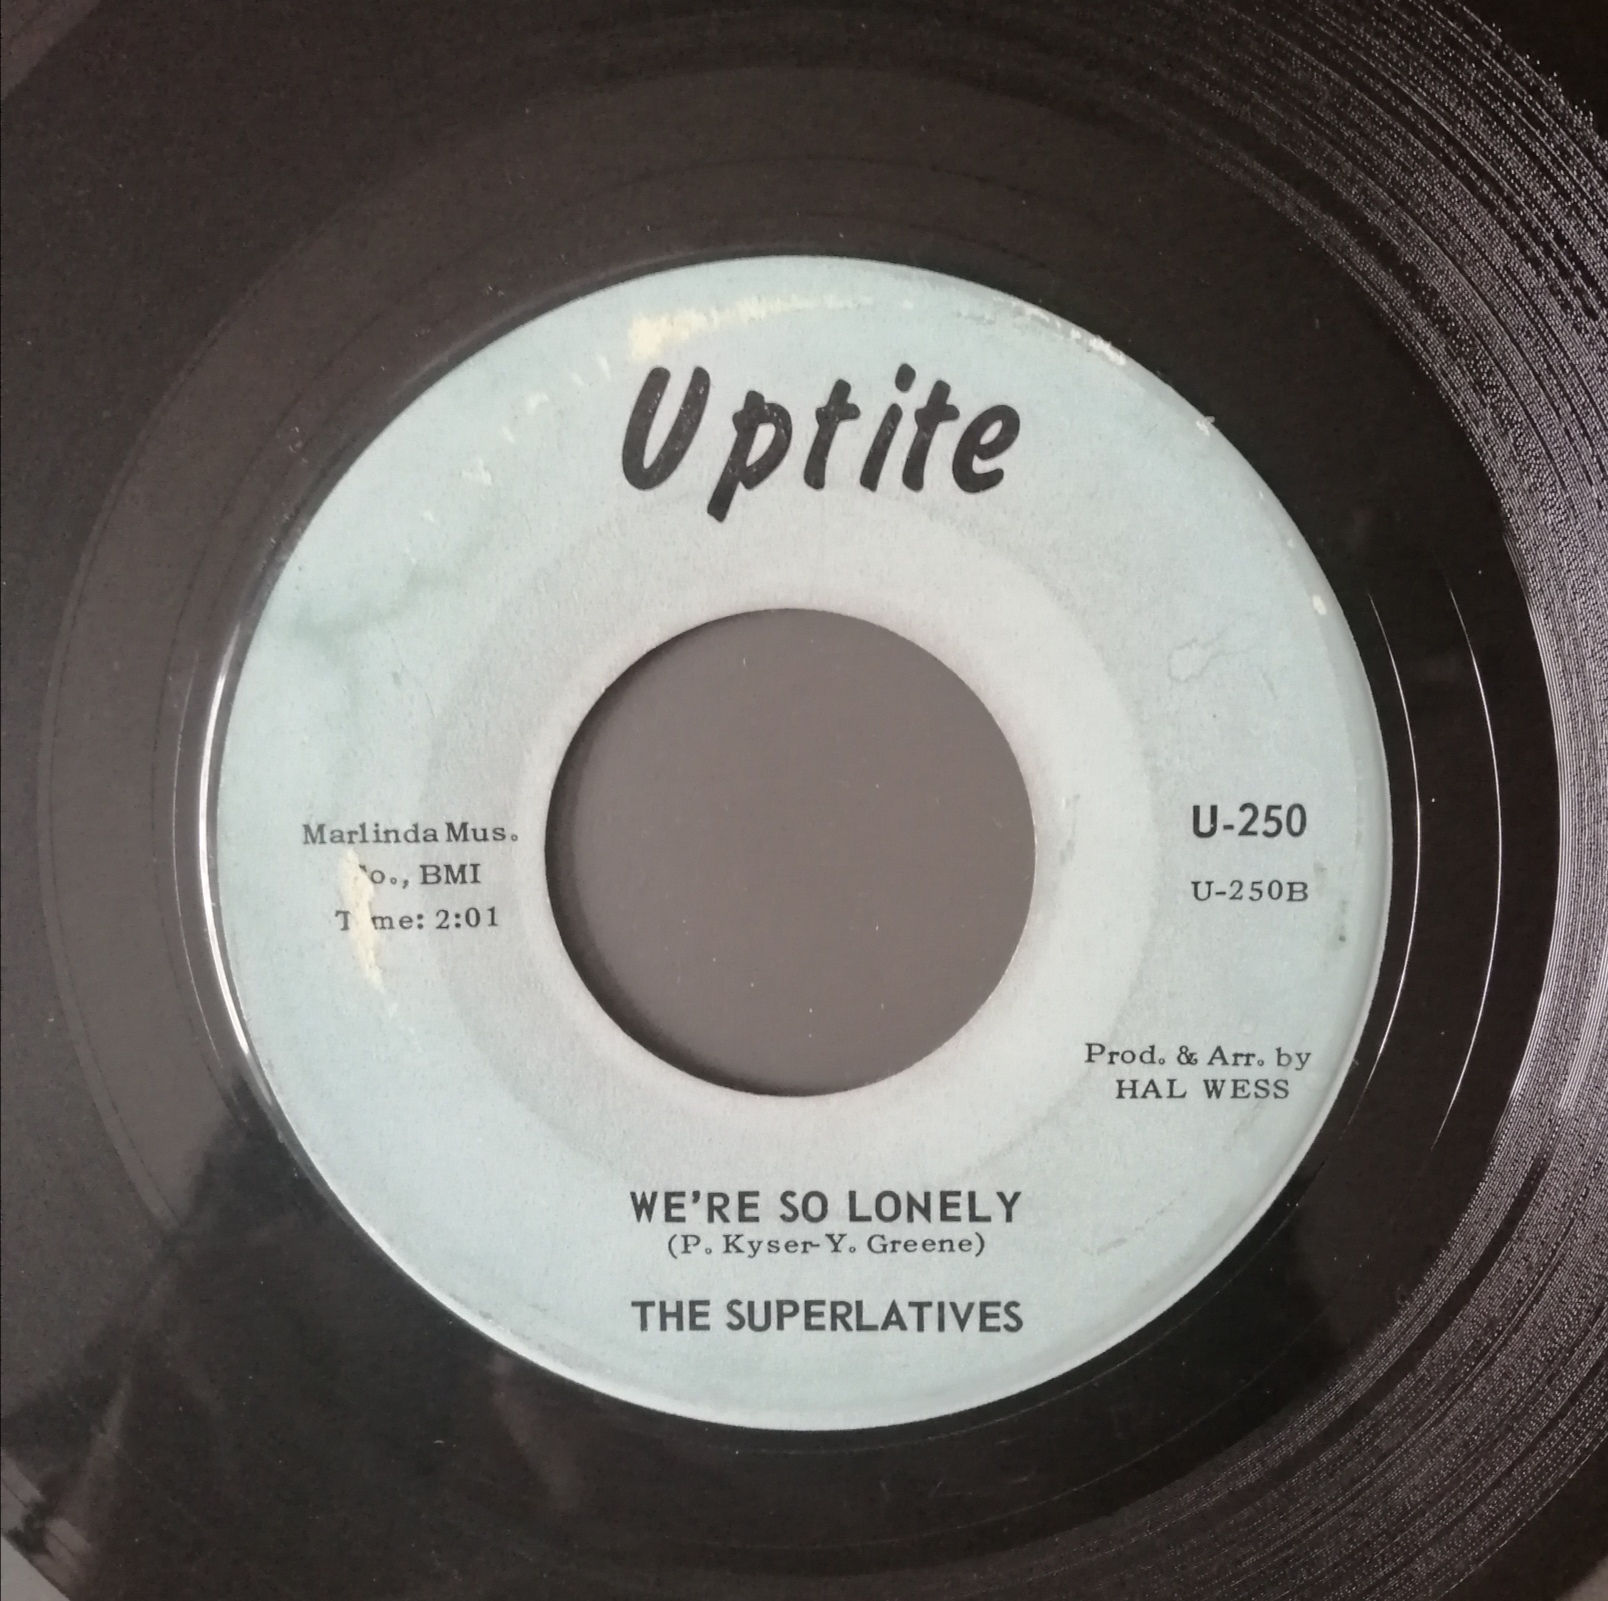 Uptite
Marlinda Mus.
o., BMI
Time: 2:01
U-250
U-250B
Prod. & Arr. by
HAL WESS
WE'RE SO LONELY
(P. Kyser-Y. Greene)
THE SUPERLATIVES